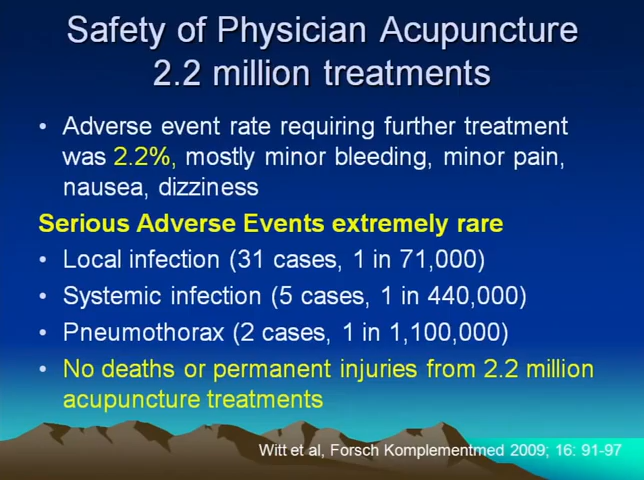 Safety of Physician Acupuncture
2.2 million treatments
• Adverse event rate requiring further treatment
was 2.2%, mostly minor bleeding, minor pain,
nausea, dizziness
Serious Adverse Events extremely rare
• Local infection (31 cases, 1 in 71,000)
• Systemic infection (5 cases, 1 in 440,000)
• Pneumothorax (2 cases, 1 in 1,100,000)
• No deaths or permanent injuries from 2.2 million
acupuncture treatments
Witt et al, Forsch Komplementmed 2009; 16: 91-97